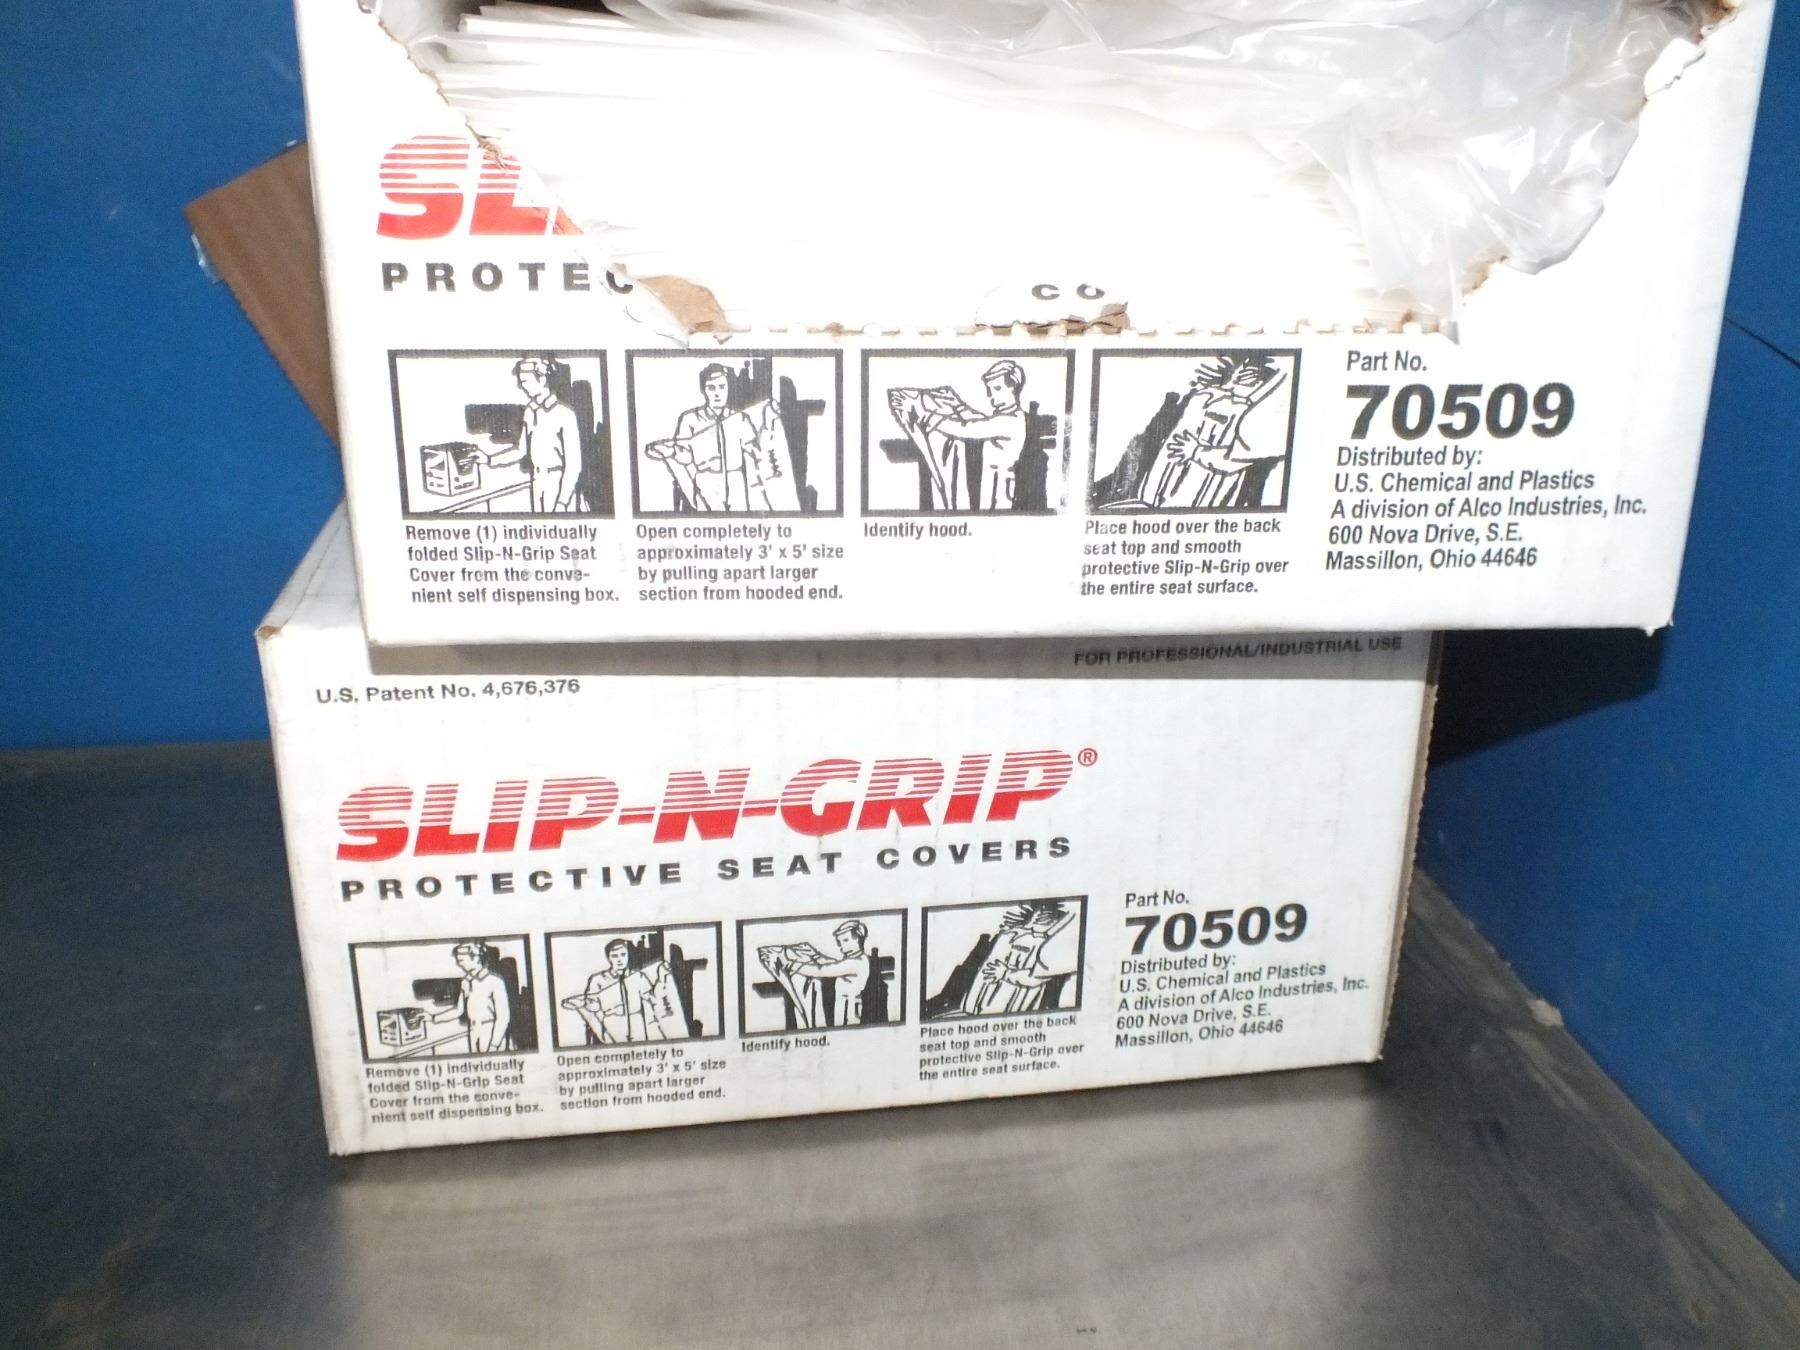 SL
PROTEC CO
Remove (1) individually
folded Slip-N-Grip Seat
Cover from the conve-
nient self dispensing box.
Open completely to
approximately 3' x 5' size
by pulling apart larger
section from hooded end.
Identify hood.
Place hood over the back
seat top and smooth
protective Slip-N-Grip over
the entire seat surface.
Part No.
70509
Distributed by:
U.S. Chemical and Plastics
A division of Alco Industries, Inc.
600 Nova Drive, S.E.
Massillon, Ohio 44646
FOR PROFESSIONAL/INDUSTRIAL USE
U.S. Patent No. 4,676,376
SLIP-N-GRIP®
PROTECTIVE SEAT COVERS
Remove (1) individually
folded Slip-N-Grip Seat
Cover from the conve-
nient self dispensing box.
Open completely to
approximately 3' x 5' size
by pulling apart larger
section from hooded end.
Identify hood.
Place hood over the back
seat top and smooth
protective Slip-N-Grip over
the entire seat surface.
Part No.
70509
Distributed by:
U.S. Chemical and Plastics
A division of Alco Industries, Inc.
600 Nova Drive, S.E.
Massillon, Ohio 44646